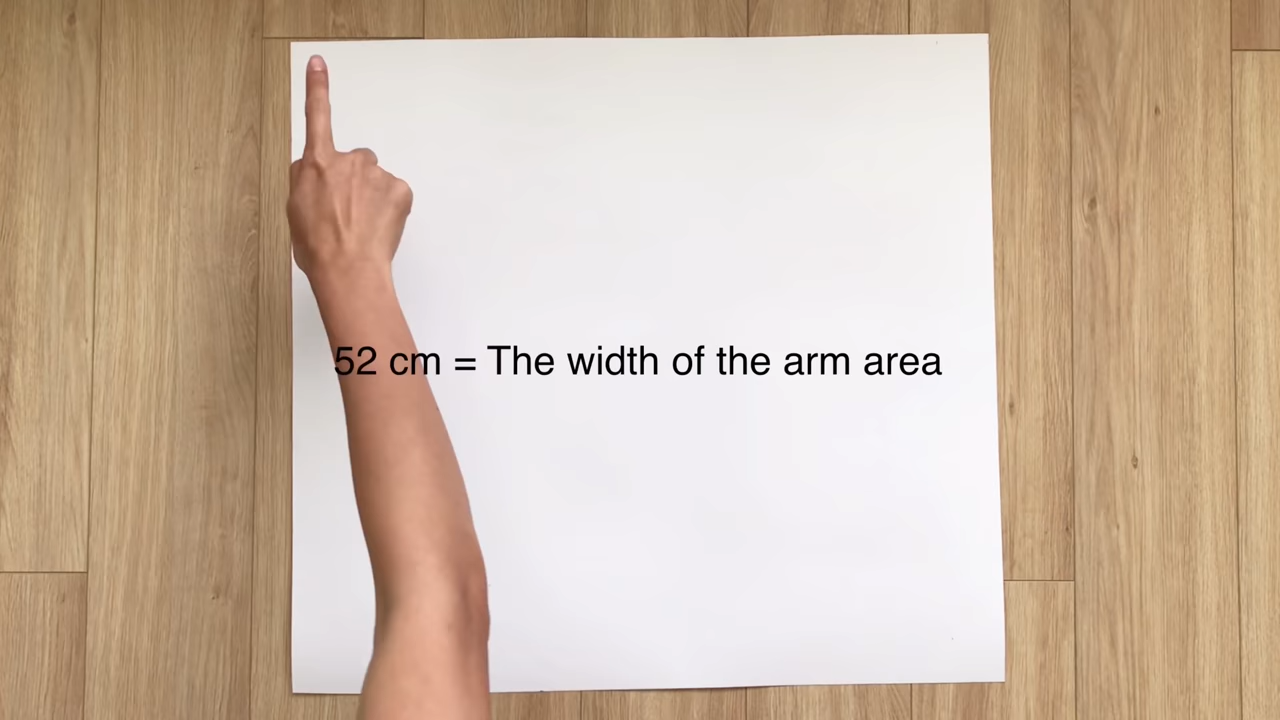 52 cm = The width of the arm area